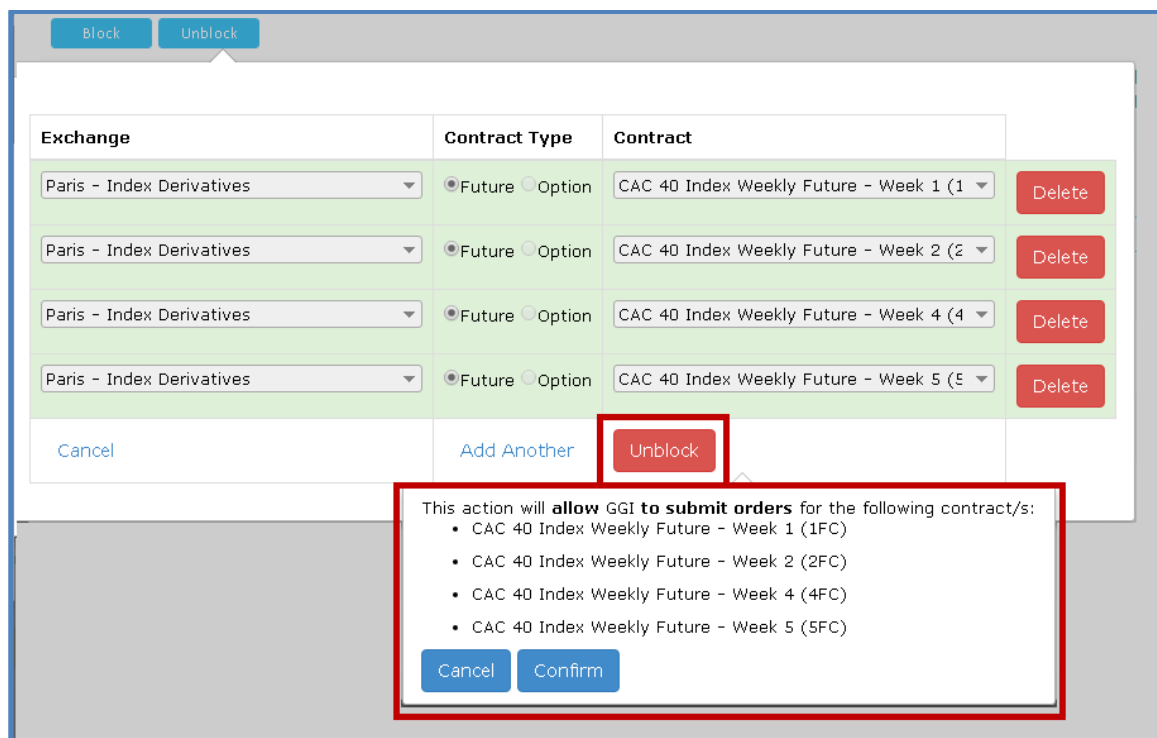 Block Unblock
Exchange Contract Type Contract
Paris - Index Derivatives Future Option CAC 40 Index Weekly Future - Week 1 (1 Delete
Paris - Index Derivatives Future Option CAC 40 Index Weekly Future - Week 2 (2 Delete
Paris - Index Derivatives Future Option CAC 40 Index Weekly Future - Week 4 (4 Delete
Paris - Index Derivatives Future Option CAC 40 Index Weekly Future - Week 5 (5 Delete
Cancel Add Another Unblock
This action will allow GGI to submit orders for the following contract/s:
• CAC 40 Index Weekly Future - Week 1 (1FC)
• CAC 40 Index Weekly Future - Week 2 (2FC)
• CAC 40 Index Weekly Future - Week 4 (4FC)
• CAC 40 Index Weekly Future - Week 5 (5FC)
Cancel Confirm